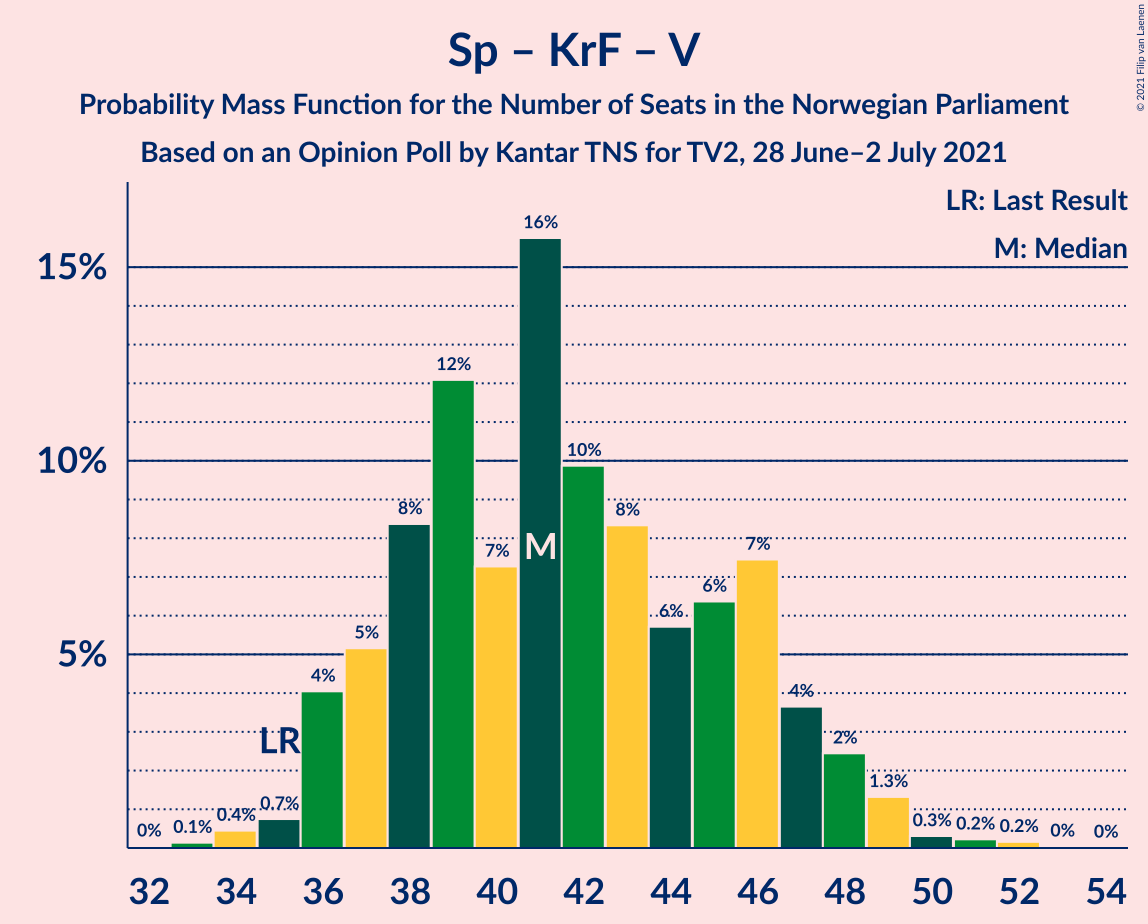 Sp – KrF – V
Probability Mass Function for the Number of Seats in the Norwegian Parliament
Based on an Opinion Poll by Kantar TNS for TV2, 28 June–2 July 2021
© 2021 Filip van Laenen
LR: Last Result
M: Median
15%
10%
5%
0%
0.1%
0.4%
0.7%
4%
5%
8%
12%
7%
16%
10%
8%
6%
6%
7%
4%
2%
1.3%
0.3%
0.2%
0.2%
0%
0%
LR
M
32 34 36 38 40 42 44 46 48 50 52 54